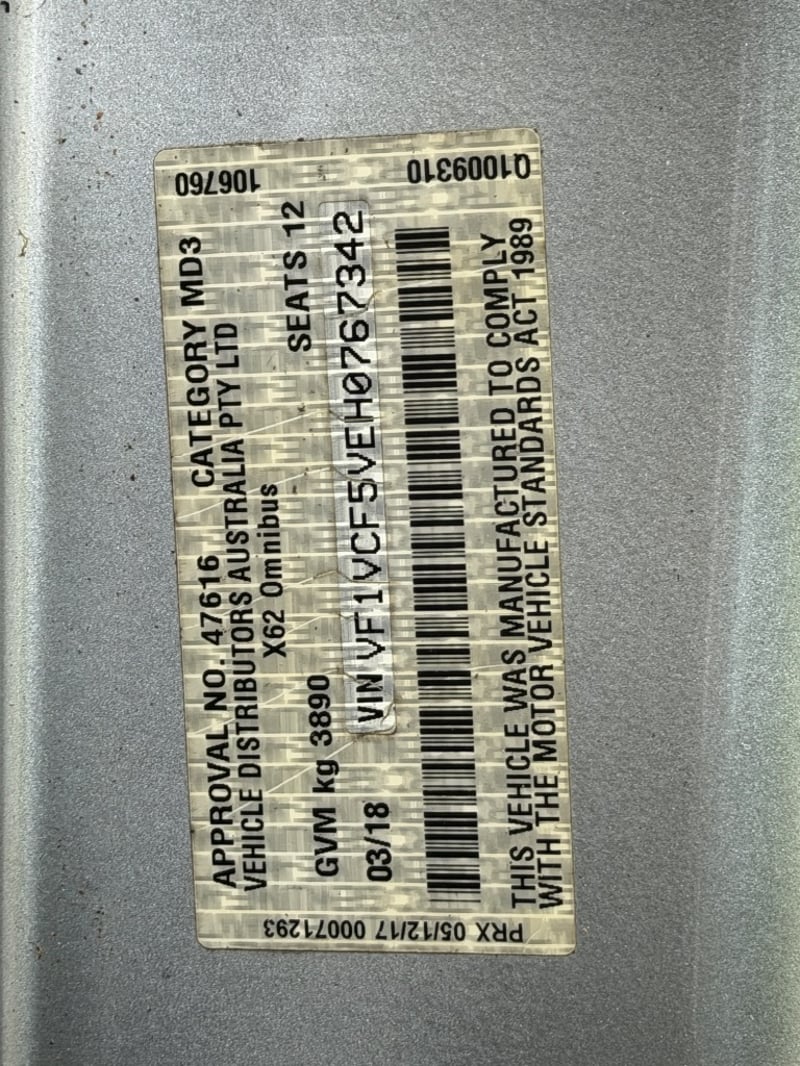 APPROVAL NO. 47616 CATEGORY MD3
VEHICLE DISTRIBUTORS AUSTRALIA PTY LTD
X62 Omnibus
GVM kg 3890 SEATS 12
03/18 VIN VF1VCF5VEH0767342
THIS VEHICLE WAS MANUFACTURED TO COMPLY
WITH THE MOTOR VEHICLE STANDARDS ACT 1989
106760
Q1009310
PRX 05/12/17 00071293